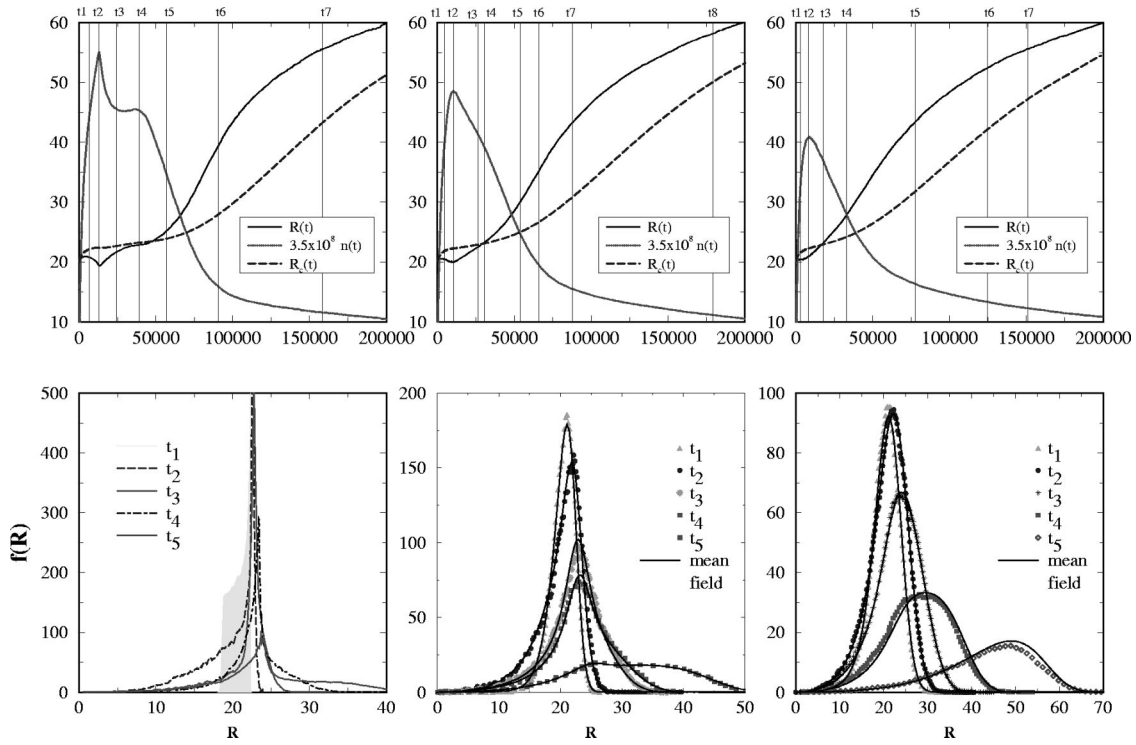 t1 t2 t3 t4 t5 t6 t7
60
50
40
30
20
10
0 50000 100000 150000 200000
R(t)
3.5x10⁸ n(t)
R_c(t)
t1 t2 t3 t4 t5 t6 t7 t8
60
50
40
30
20
10
0 50000 100000 150000 200000
R(t)
3.5x10⁸ n(t)
R_c(t)
t1 t2 t3 t4 t5 t6 t7
60
50
40
30
20
10
0 50000 100000 150000 200000
R(t)
3.5x10⁸ n(t)
R_c(t)
f(R)
500
400
300
200
100
0
0 10 20 30 40
R
t₁
t₂
t₃
t₄
t₅
200
150
100
50
0
0 10 20 30 40 50
R
t₁
t₂
t₃
t₄
t₅
mean
field
100
80
60
40
20
0
0 10 20 30 40 50 60 70
R
t₁
t₂
t₃
t₄
t₅
mean
field